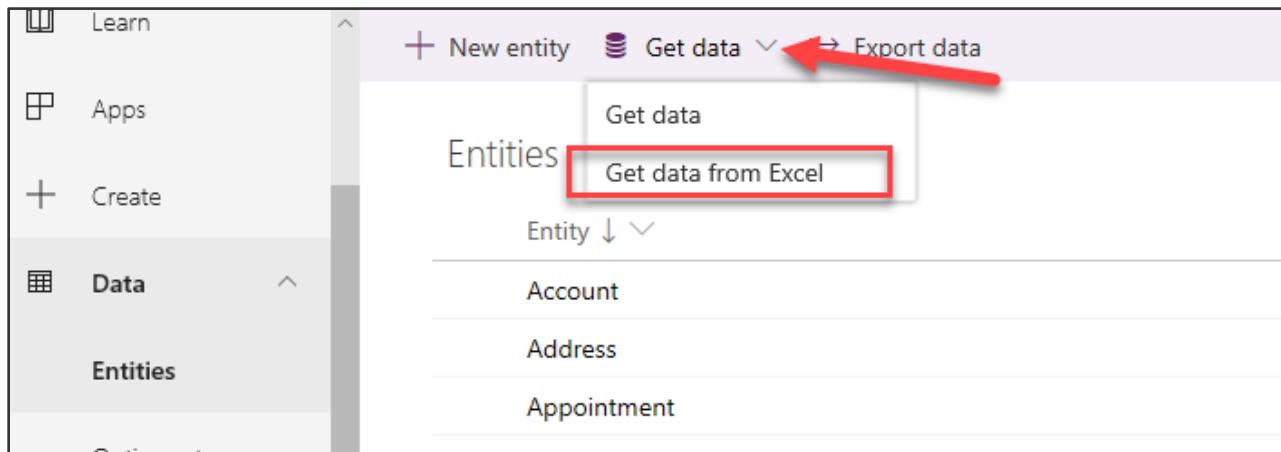 Learn
New entity Get data Export data
Apps
Get data
Entities
Get data from Excel
Create
Entity
Data
Account
Address
Entities
Appointment